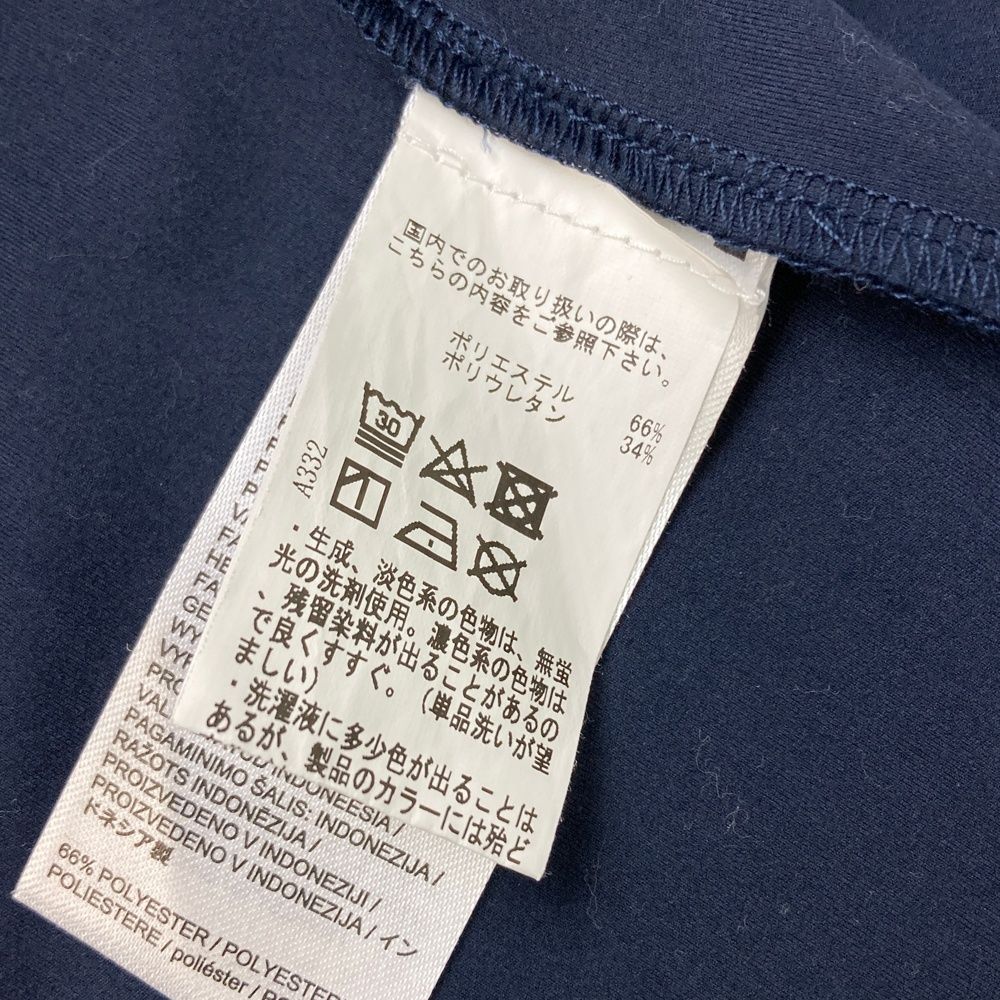 国内でのお取り扱いの際は、
こちらの内容をご参照下さい。
ポリエステル 66%
ポリウレタン 34%
30
A332
・生成、淡色系の色物は、無蛍
光の洗剤使用。濃色系の色物は
、残留染料が出ることがあるの
で良くすすぐ。（単品洗いが望
ましい）
・洗濯液に多少色が出ることは
あるが、製品のカラーには殆ど
INDONEESIA /
PAGAMINIMO ŠALIS: INDONEZIJA /
RAŽOTS INDONĒZIJA /
PROIZVEDENO V INDONEZIJI /
PROIZVEDENO V INDONEZIJA / イン
ドネシア製
66% POLYESTER / POLYESTER
POLIESTERE / poliéster / POLIES